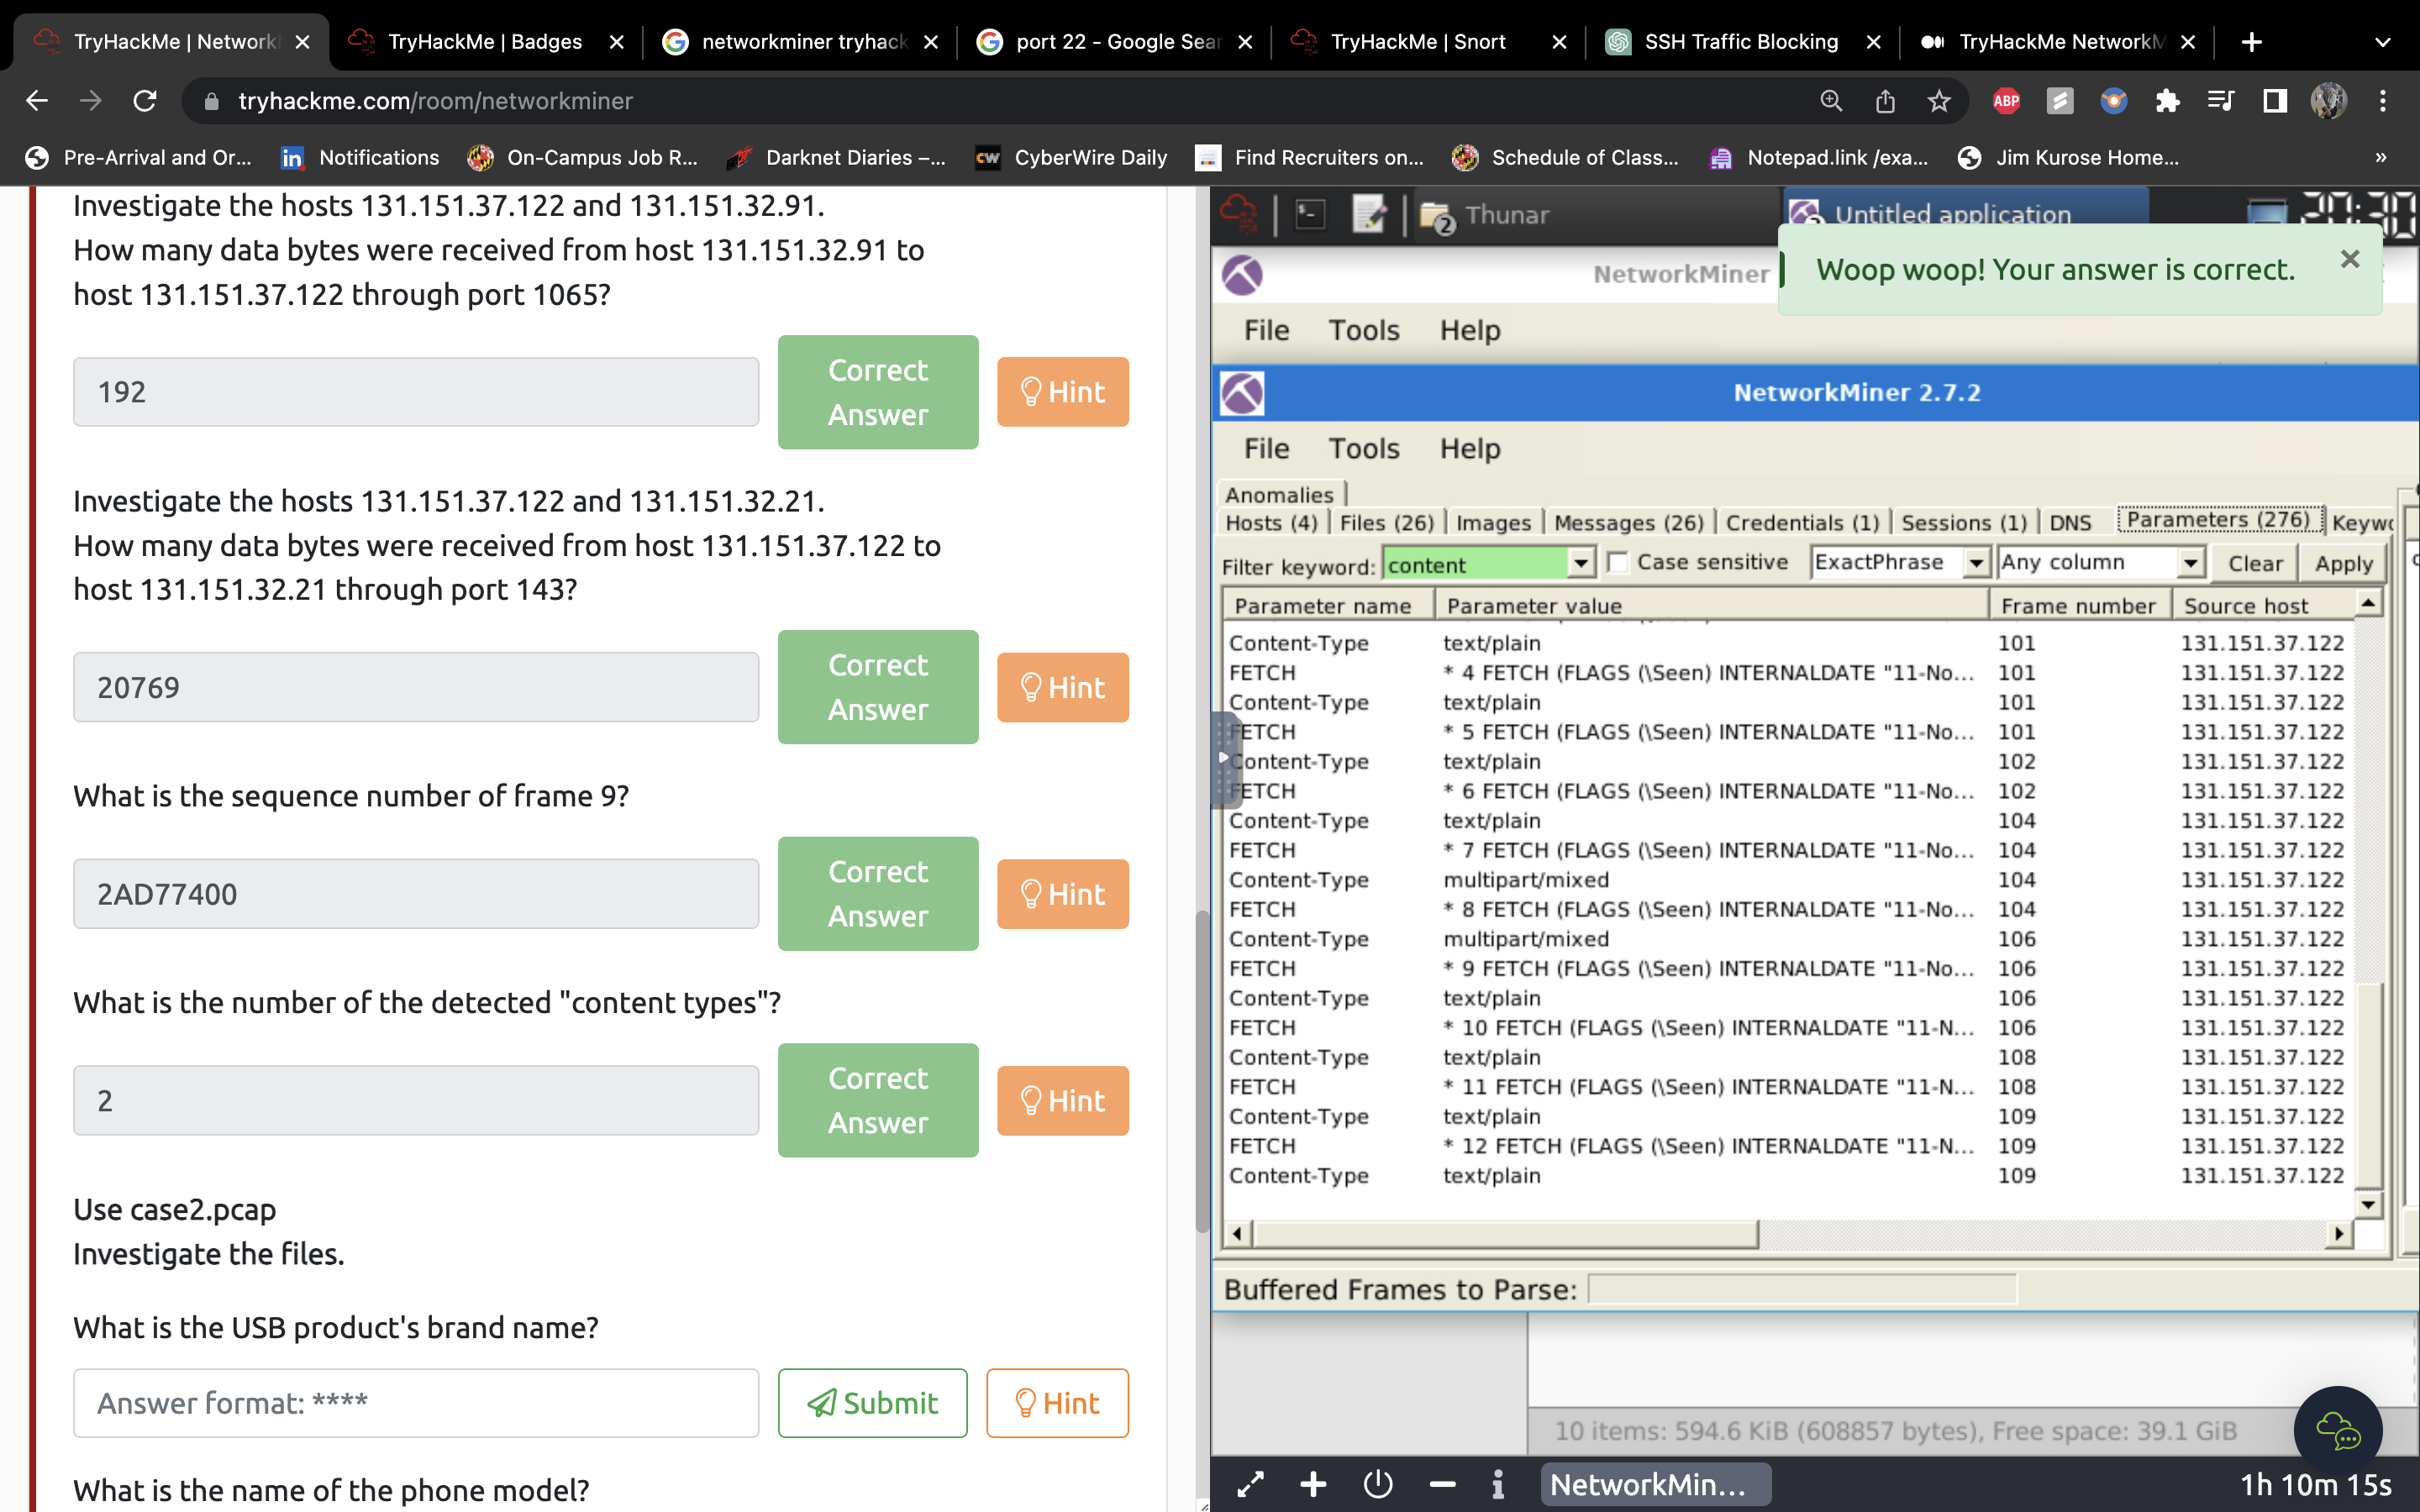 TryHackMe | Network
TryHackMe | Badges
networkminer tryhack
port 22 - Google Sear
TryHackMe | Snort
SSH Traffic Blocking
TryHackMe NetworkM
tryhackme.com/room/networkminer
ABP
Pre-Arrival and Or...
Notifications
On-Campus Job R...
Darknet Diaries –...
CyberWire Daily
Find Recruiters on...
Schedule of Class...
Notepad.link /exa...
Jim Kurose Home...
»
Investigate the hosts 131.151.37.122 and 131.151.32.91.
How many data bytes were received from host 131.151.32.91 to
host 131.151.37.122 through port 1065?
192
Correct
Answer
Hint
Investigate the hosts 131.151.37.122 and 131.151.32.21.
How many data bytes were received from host 131.151.37.122 to
host 131.151.32.21 through port 143?
20769
Correct
Answer
Hint
What is the sequence number of frame 9?
2AD77400
Correct
Answer
Hint
What is the number of the detected "content types"?
2
Correct
Answer
Hint
Use case2.pcap
Investigate the files.
What is the USB product's brand name?
Answer format: ****
Submit
Hint
What is the name of the phone model?
2 Thunar
Untitled application
20:30
NetworkMiner
Woop woop! Your answer is correct.
File Tools Help
NetworkMiner 2.7.2
File Tools Help
Anomalies
Hosts (4) Files (26) Images Messages (26) Credentials (1) Sessions (1) DNS Parameters (276) Keywo
Filter keyword: content Case sensitive ExactPhrase Any column Clear Apply
Parameter name Parameter value Frame number Source host
Content-Type text/plain 101 131.151.37.122
FETCH * 4 FETCH (FLAGS (\Seen) INTERNALDATE "11-No... 101 131.151.37.122
Content-Type text/plain 101 131.151.37.122
FETCH * 5 FETCH (FLAGS (\Seen) INTERNALDATE "11-No... 101 131.151.37.122
Content-Type text/plain 102 131.151.37.122
FETCH * 6 FETCH (FLAGS (\Seen) INTERNALDATE "11-No... 102 131.151.37.122
Content-Type text/plain 104 131.151.37.122
FETCH * 7 FETCH (FLAGS (\Seen) INTERNALDATE "11-No... 104 131.151.37.122
Content-Type multipart/mixed 104 131.151.37.122
FETCH * 8 FETCH (FLAGS (\Seen) INTERNALDATE "11-No... 104 131.151.37.122
Content-Type multipart/mixed 106 131.151.37.122
FETCH * 9 FETCH (FLAGS (\Seen) INTERNALDATE "11-No... 106 131.151.37.122
Content-Type text/plain 106 131.151.37.122
FETCH * 10 FETCH (FLAGS (\Seen) INTERNALDATE "11-N... 106 131.151.37.122
Content-Type text/plain 108 131.151.37.122
FETCH * 11 FETCH (FLAGS (\Seen) INTERNALDATE "11-N... 108 131.151.37.122
Content-Type text/plain 109 131.151.37.122
FETCH * 12 FETCH (FLAGS (\Seen) INTERNALDATE "11-N... 109 131.151.37.122
Content-Type text/plain 109 131.151.37.122
Buffered Frames to Parse:
10 items: 594.6 KiB (608857 bytes), Free space: 39.1 GiB
NetworkMin...
1h 10m 15s